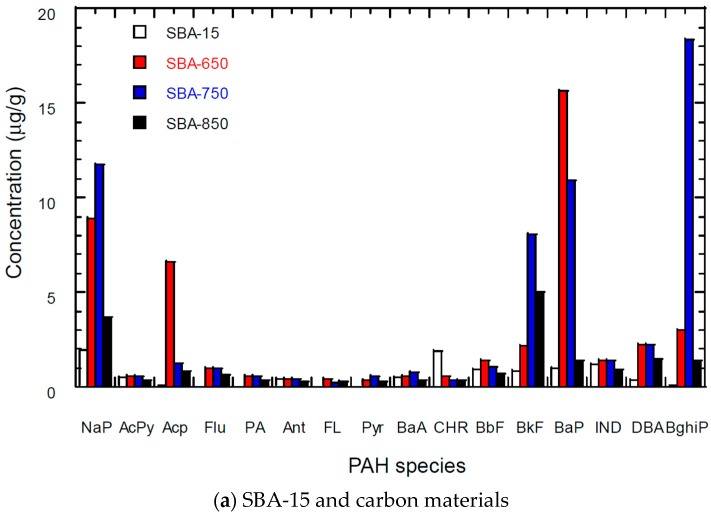 20
15
10
5
0
Concentration (μg/g)
SBA-15
SBA-650
SBA-750
SBA-850
NaP AcPy Acp Flu PA Ant FL Pyr BaA CHR BbF BkF BaP IND DBA BghiP
PAH species
(a) SBA-15 and carbon materials